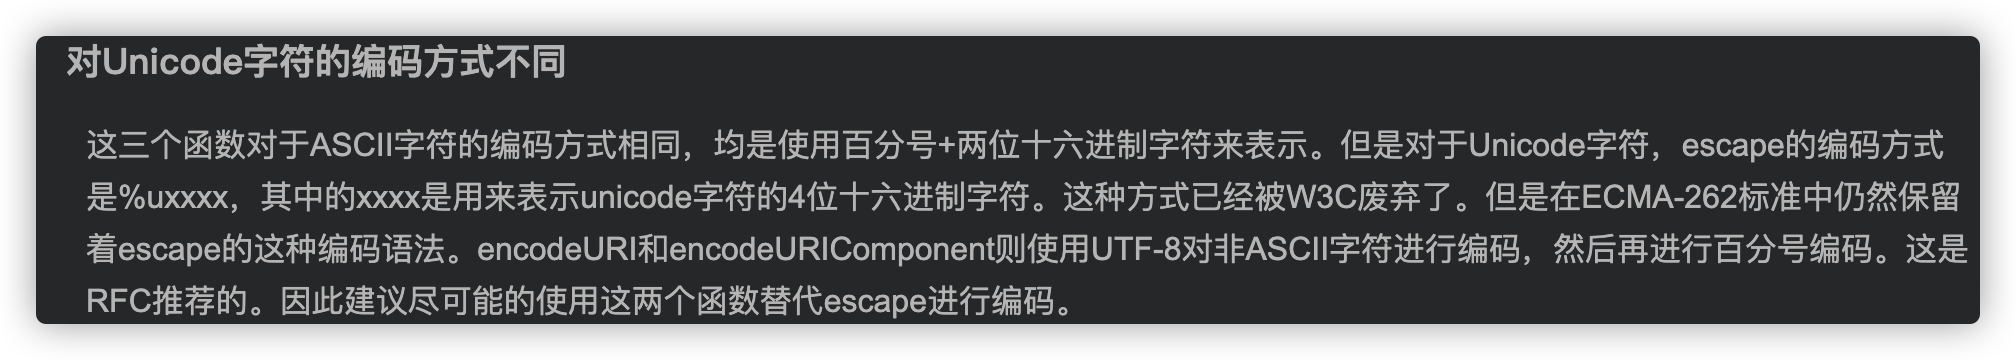 对Unicode字符的编码方式不同
这三个函数对于ASCII字符的编码方式相同，均是使用百分号+两位十六进制字符来表示。但是对于Unicode字符，escape的编码方式
是%uxxxx，其中的xxxx是用来表示unicode字符的4位十六进制字符。这种方式已经被W3C废弃了。但是在ECMA-262标准中仍然保留
着escape的这种编码语法。encodeURI和encodeURIComponent则使用UTF-8对非ASCII字符进行编码，然后再进行百分号编码。这是
RFC推荐的。因此建议尽可能的使用这两个函数替代escape进行编码。